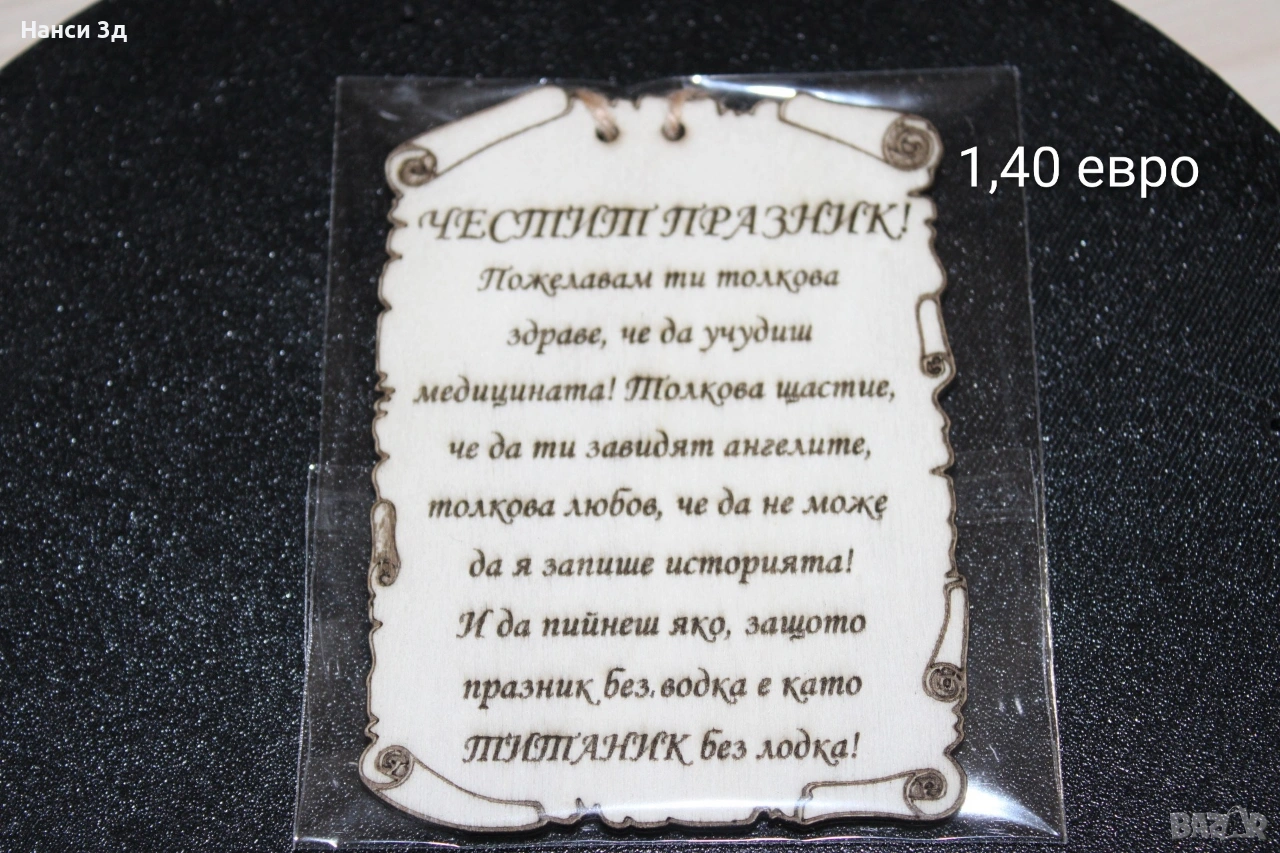 Нанси 3д
1,40 евро
ЧЕСТИТ ПРАЗНИК!
Пожелавам ти толкова
здраве, че да учудиш
медицината! Толкова щастие,
че да ти завидят ангелите,
толкова любов, че да не може
да я запише историята!
И да пийнеш яко, защото
празник без водка е като
ТИТАНИК без лодка!
BAZAR